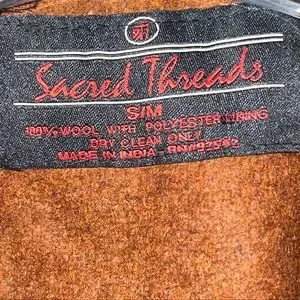 Sacred Threads
S/M
100% WOOL WITH POLYESTER LINING
DRY CLEAN ONLY
MADE IN INDIA